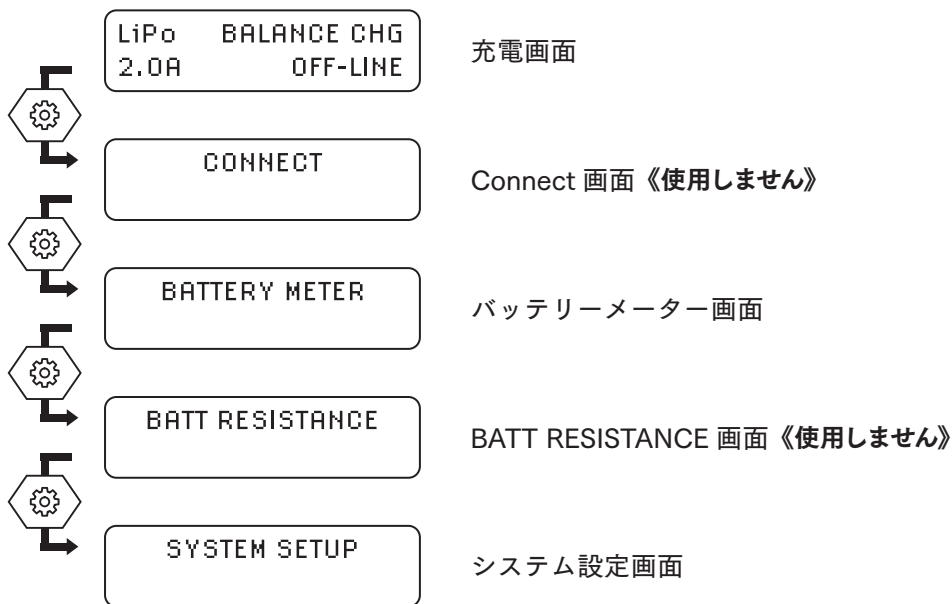 LiPo BALANCE CHG
2.0A OFF-LINE
充電画面
CONNECT
Connect 画面《使用しません》
BATTERY METER
バッテリーメーター画面
BATT RESISTANCE
BATT RESISTANCE 画面《使用しません》
SYSTEM SETUP
システム設定画面